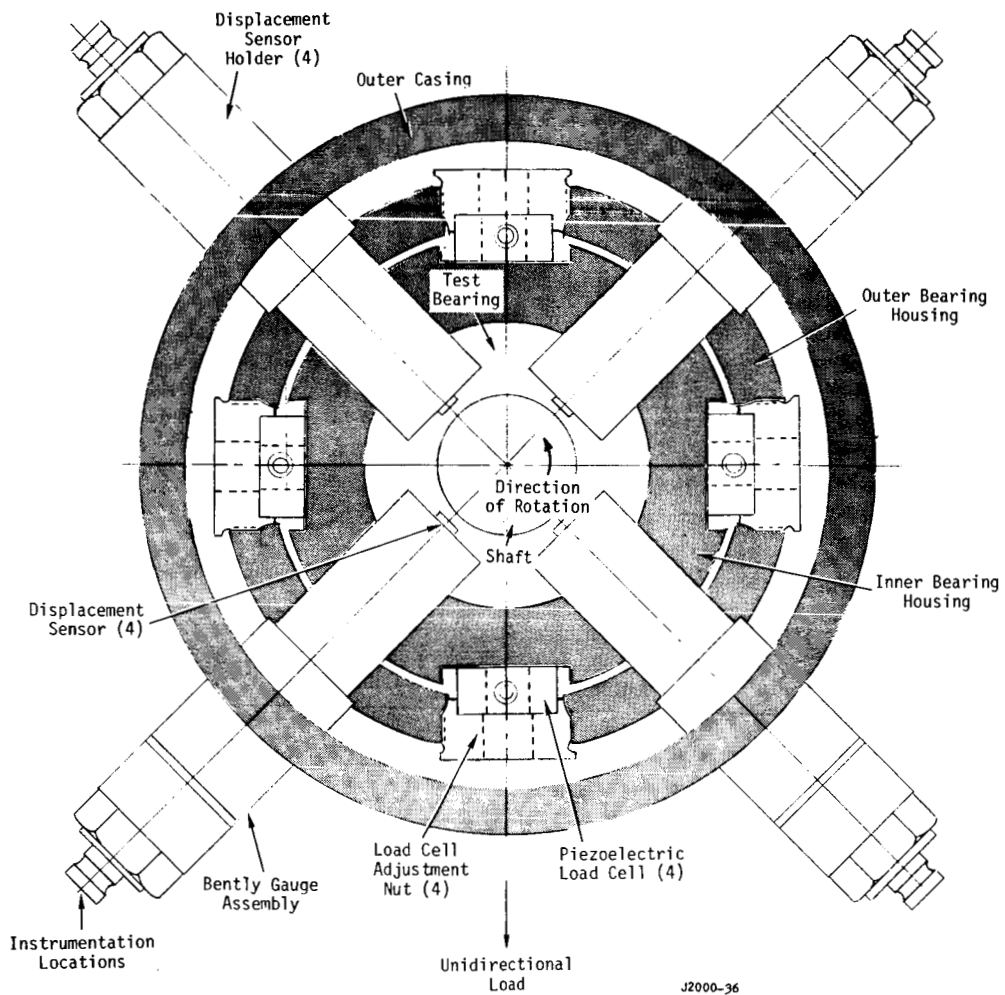 Displacement
Sensor
Holder (4)
Outer Casing
Test
Bearing
Outer Bearing
Housing
Direction
of Rotation
Shaft
Inner Bearing
Housing
Displacement
Sensor (4)
Load Cell
Adjustment
Nut (4)
Piezoelectric
Load Cell (4)
Bently Gauge
Assembly
Instrumentation
Locations
Unidirectional
Load
J2000-36